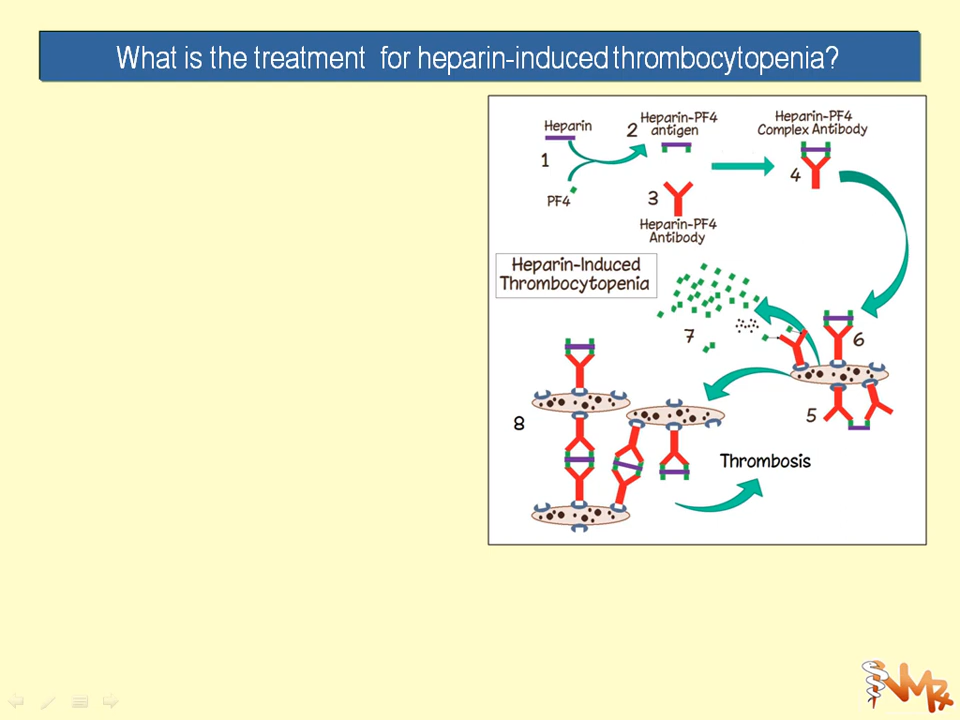 What is the treatment for heparin-induced thrombocytopenia?
Heparin
1
PF4
2
Heparin-PF4
antigen
3
Heparin-PF4
Antibody
Heparin-PF4
Complex Antibody
4
Heparin-Induced
Thrombocytopenia
7
6
5
8
Thrombosis
VMRx